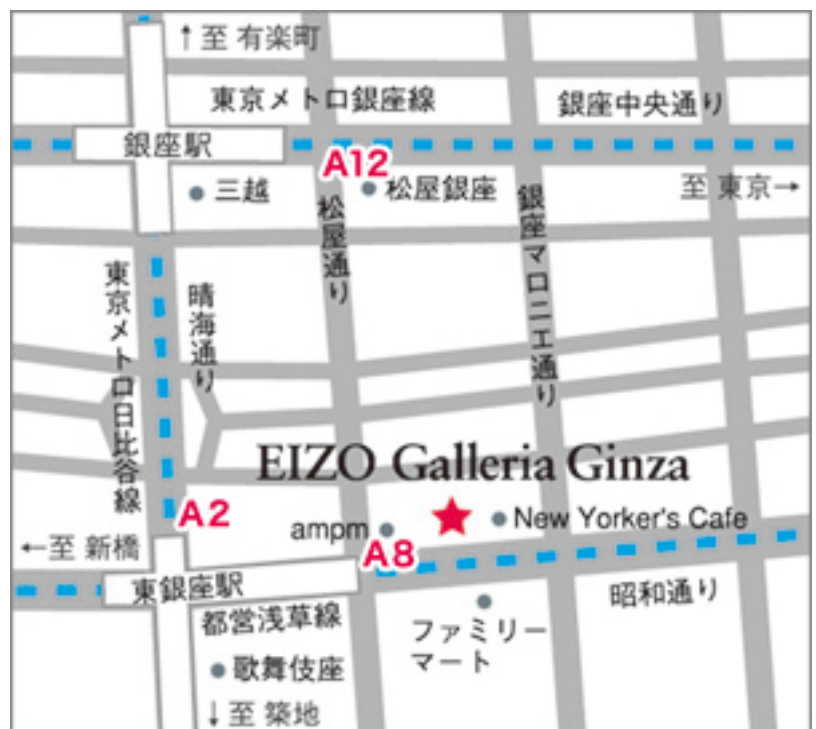 ↑至 有楽町
東京メトロ銀座線
銀座中央通り
銀座駅
A12
三越
松屋銀座
至 東京→
松屋通り
銀座マロニエ通り
東京メトロ日比谷線
晴海通り
EIZO Galleria Ginza
A2
ampm
New Yorker's Cafe
←至 新橋
A8
東銀座駅
昭和通り
都営浅草線
ファミリー
マート
歌舞伎座
↓至 築地